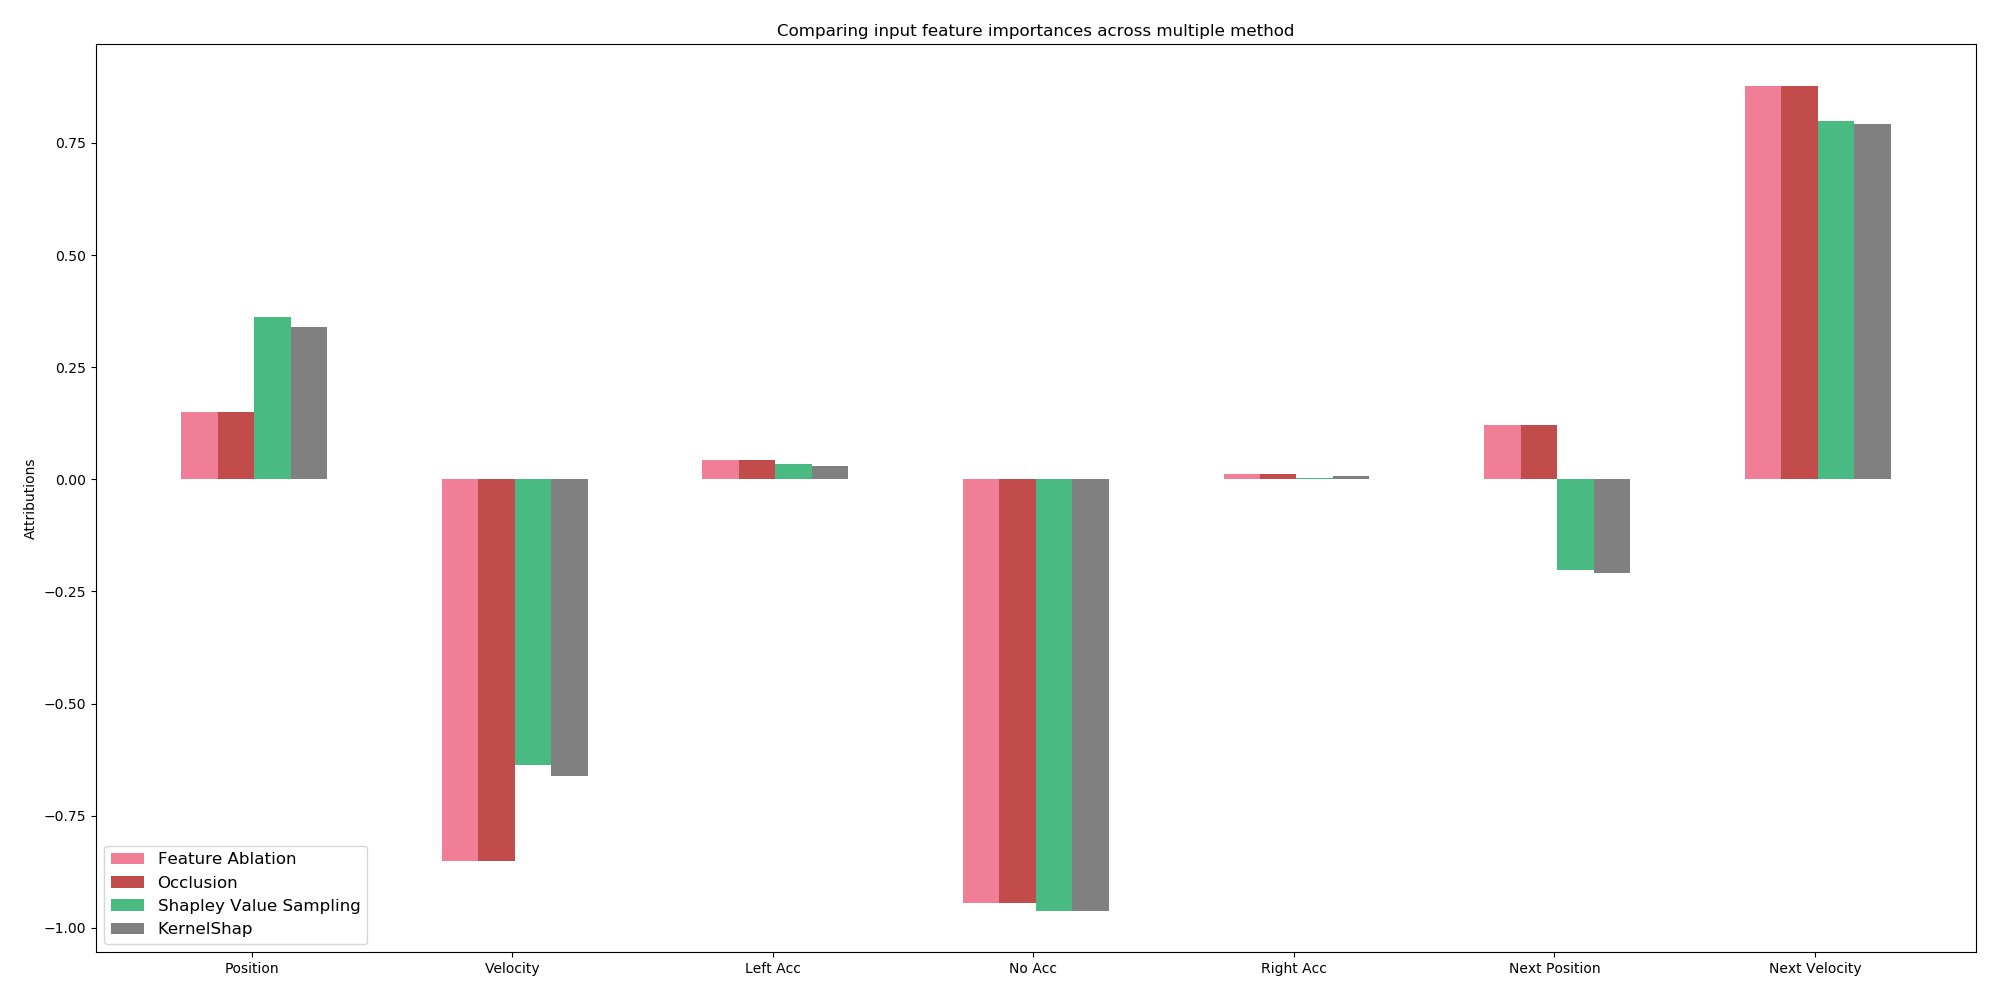 Comparing input feature importances across multiple method
Attributions
0.75
0.50
0.25
0.00
−0.25
−0.50
−0.75
−1.00
Feature Ablation
Occlusion
Shapley Value Sampling
KernelShap
Position Velocity Left Acc No Acc Right Acc Next Position Next Velocity